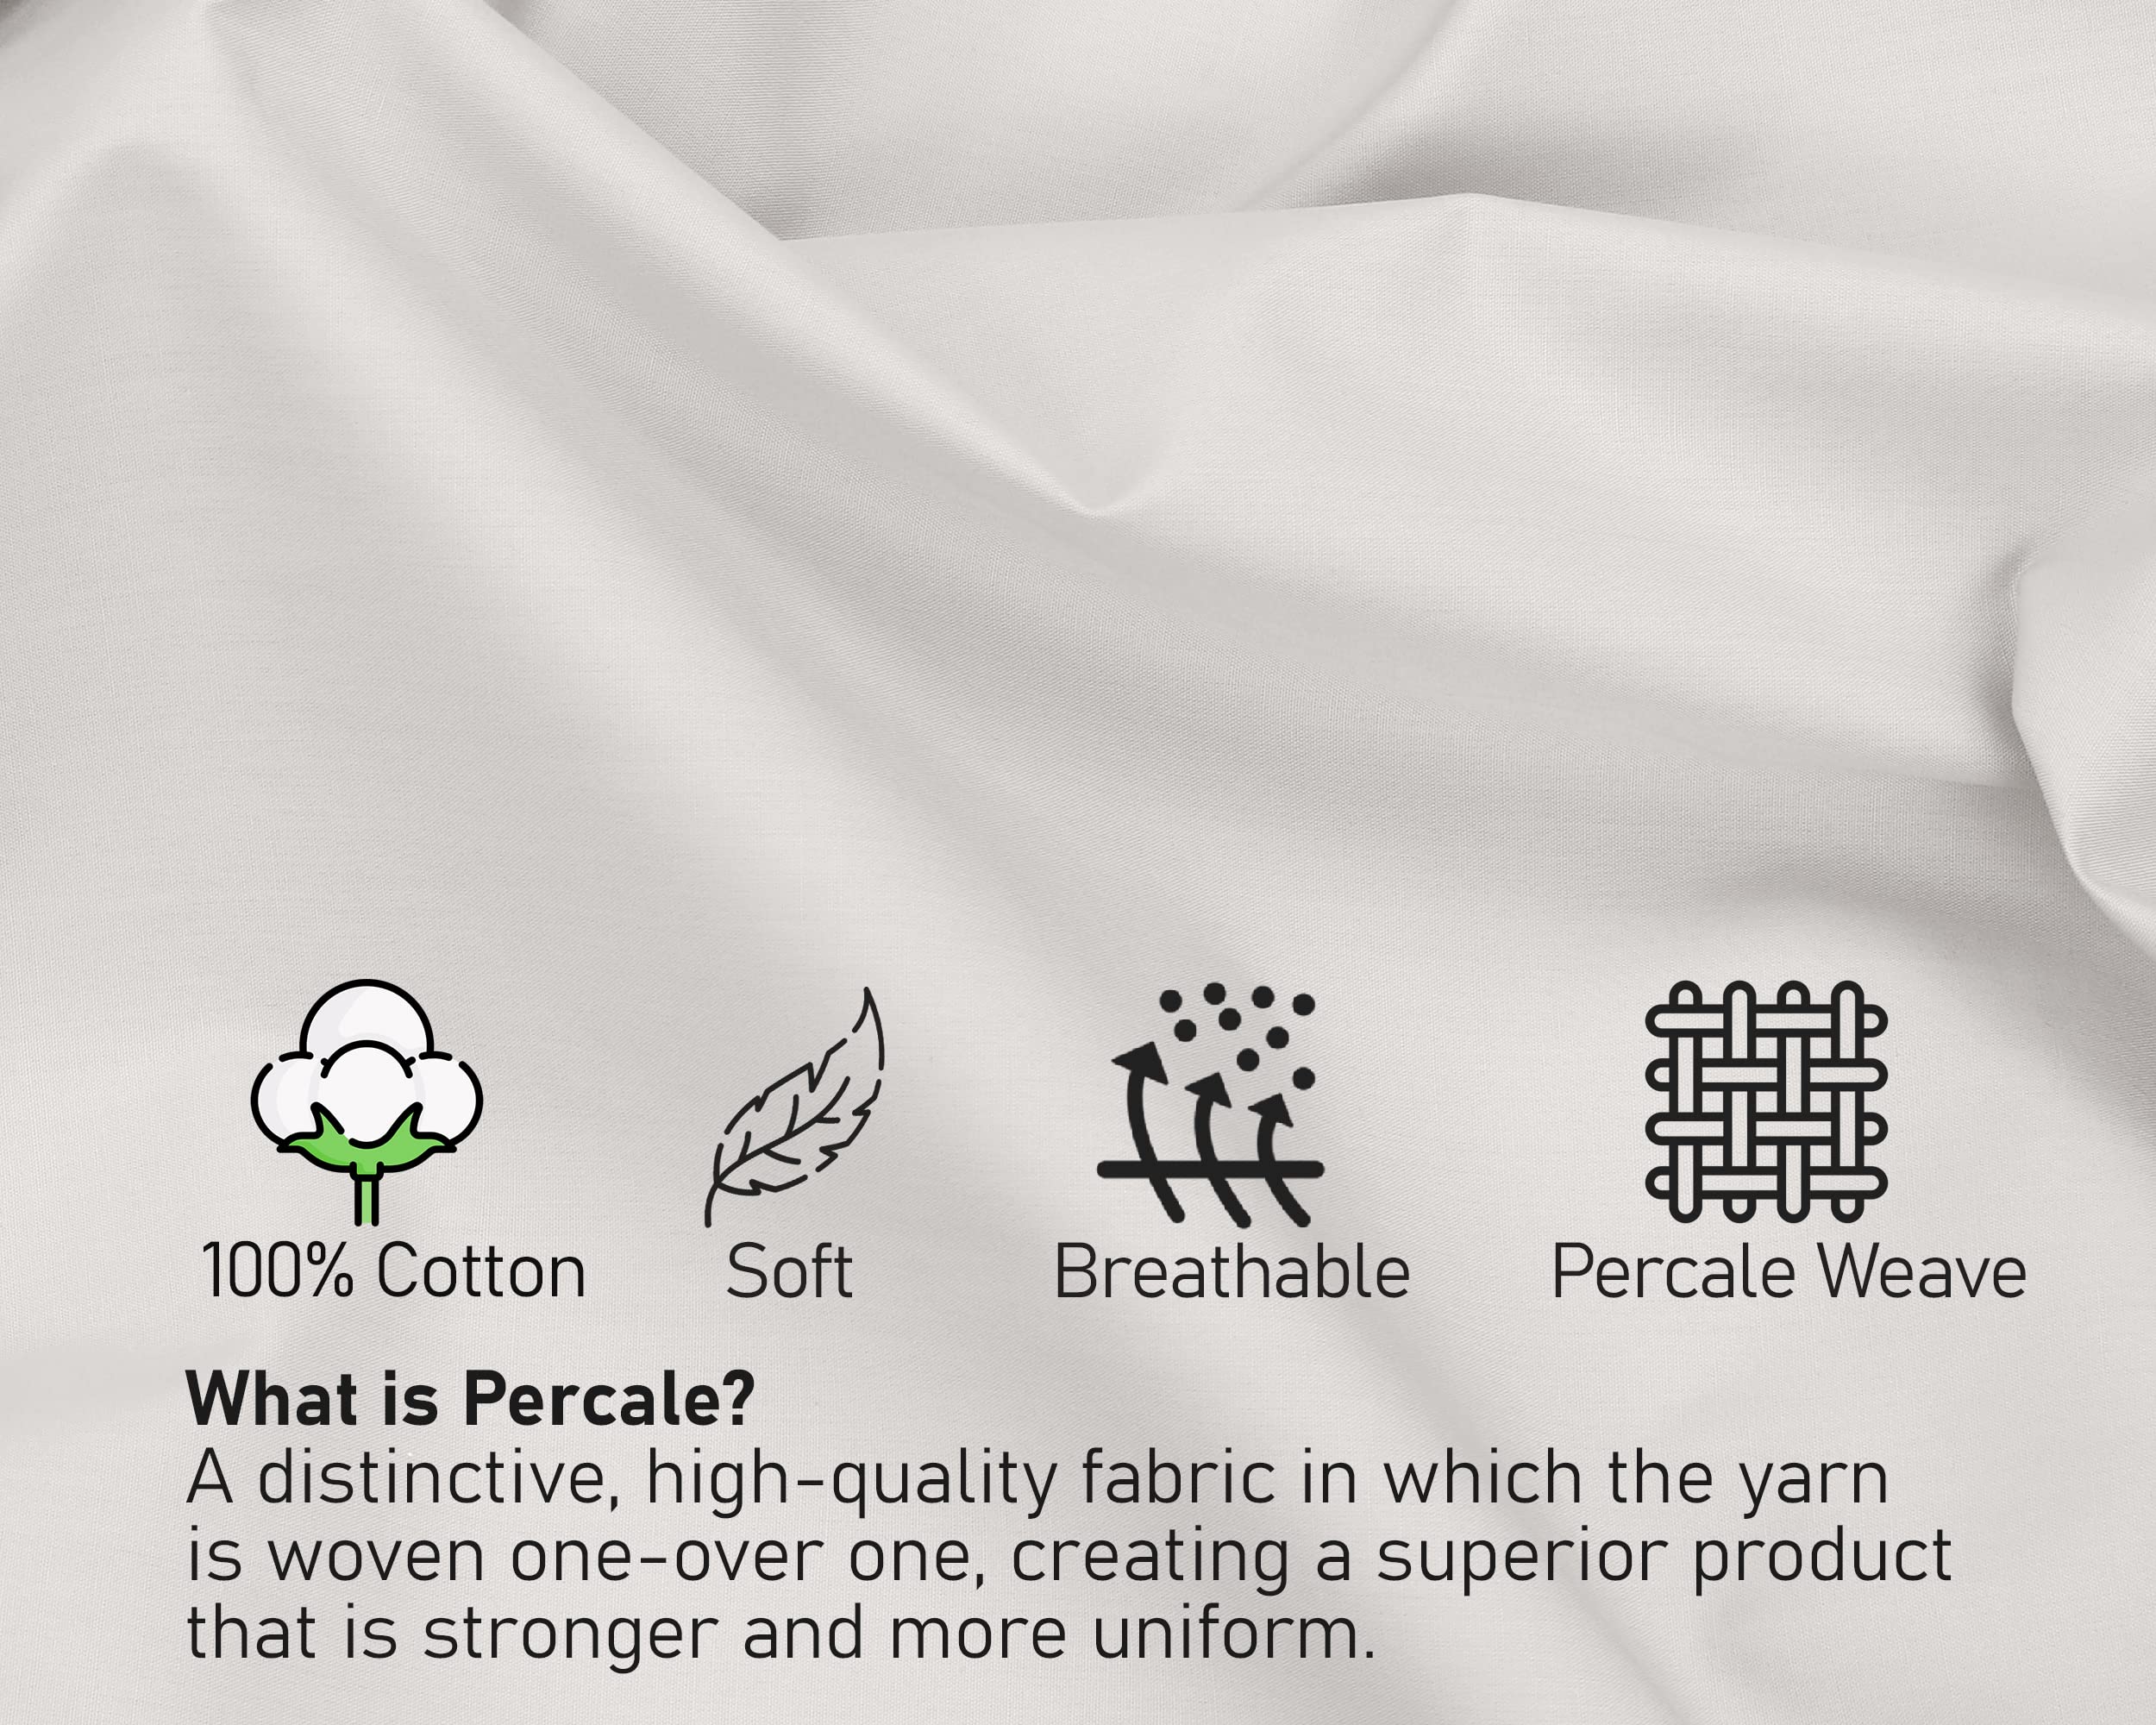 100% Cotton
Soft
Breathable
Percale Weave
What is Percale?
A distinctive, high-quality fabric in which the yarn
is woven one-over one, creating a superior product
that is stronger and more uniform.